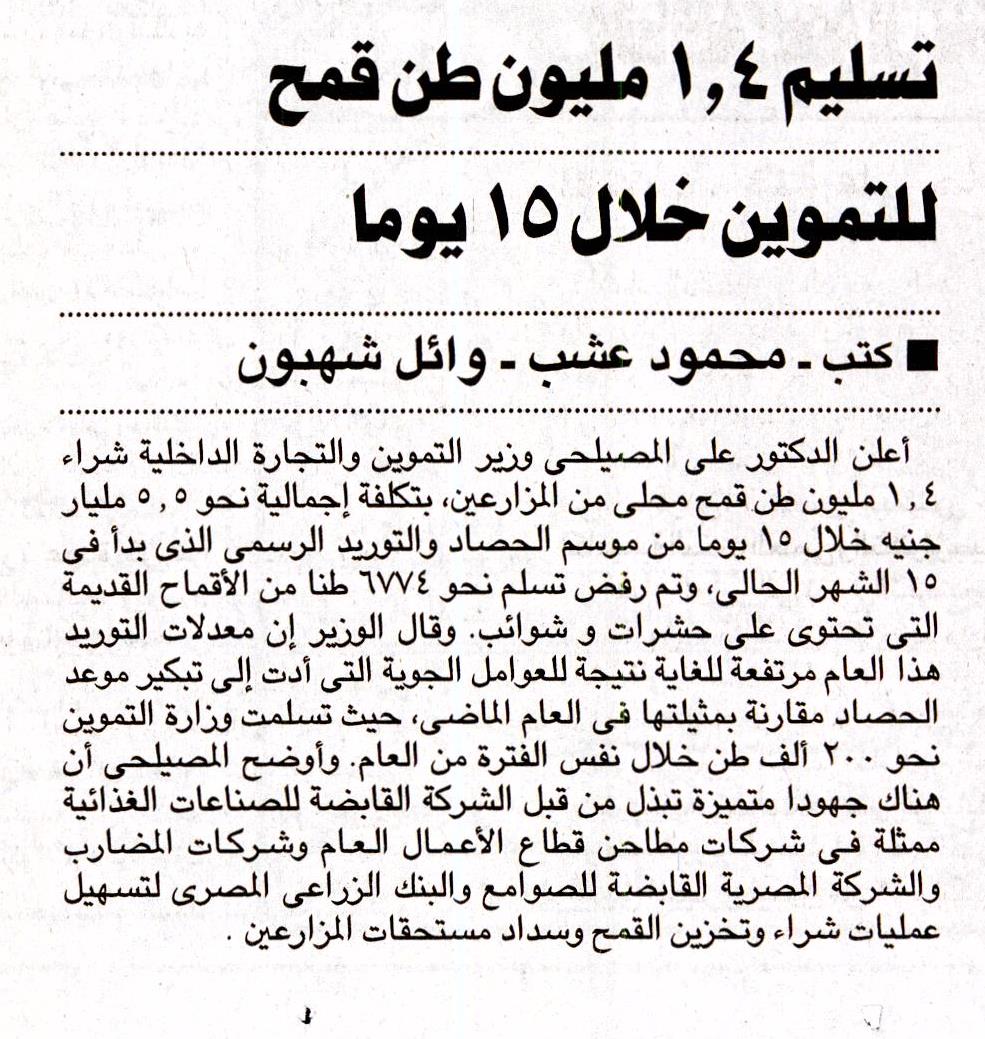 تسليم ١,٤ مليون طن قمح
للتموين خلال ١٥ يوما
■ كتب ـ محمود عشب ـ وائل شهبون
أعلن الدكتور على المصيلحى وزير التموين والتجارة الداخلية شراء
١,٤ مليون طن قمح محلى من المزارعين، بتكلفة إجمالية نحو ٥,٥ مليار
جنيه خلال ١٥ يوما من موسم الحصاد والتوريد الرسمى الذى بدأ فى
١٥ الشهر الحالى، وتم رفض تسلم نحو ٦٧٧٤ طنا من الأقماح القديمة
التى تحتوى على حشرات و شوائب. وقال الوزير إن معدلات التوريد
هذا العام مرتفعة للغاية نتيجة للعوامل الجوية التى أدت إلى تبكير موعد
الحصاد مقارنة بمثيلتها فى العام الماضى، حيث تسلمت وزارة التموين
نحو ٢٠٠ ألف طن خلال نفس الفترة من العام. وأوضح المصيلحى أن
هناك جهودا متميزة تبذل من قبل الشركة القابضة للصناعات الغذائية
ممثلة فى شركات مطاحن قطاع الأعمال العام وشركات المضارب
والشركة المصرية القابضة للصوامع والبنك الزراعى المصرى لتسهيل
عمليات شراء وتخزين القمح وسداد مستحقات المزارعين .